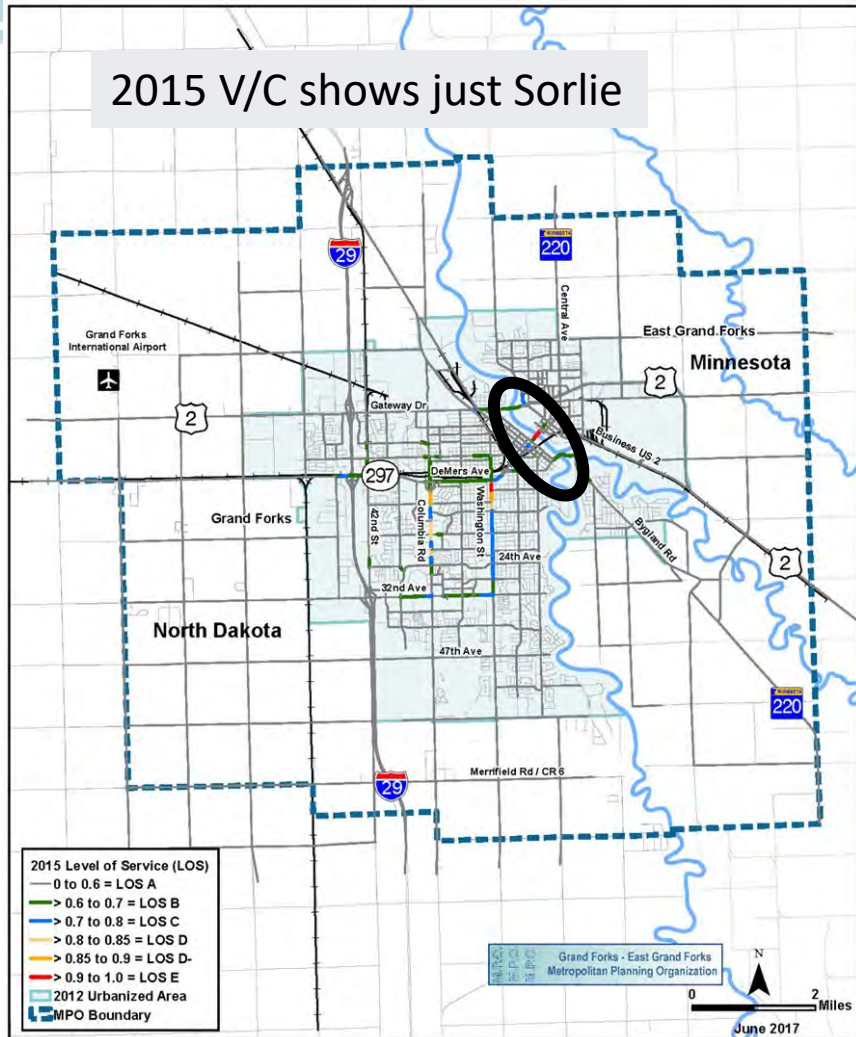 2015 V/C shows just Sorlie
29
MINNESOTA
220
Central Ave
East Grand Forks
Minnesota
Grand Forks
International Airport
2
2
Gateway Dr
Business US 2
297
DeMers Ave
Grand Forks
42nd St
Columbia Rd
Washington St
24th Ave
Bygland Rd
2
32nd Ave
North Dakota
47th Ave
220
Merrifield Rd / CR 6
29
2015 Level of Service (LOS)
0 to 0.6 = LOS A
> 0.6 to 0.7 = LOS B
> 0.7 to 0.8 = LOS C
> 0.8 to 0.85 = LOS D
> 0.85 to 0.9 = LOS D-
> 0.9 to 1.0 = LOS E
2012 Urbanized Area
MPO Boundary
Grand Forks - East Grand Forks
Metropolitan Planning Organization
N
0 2
Miles
June 2017